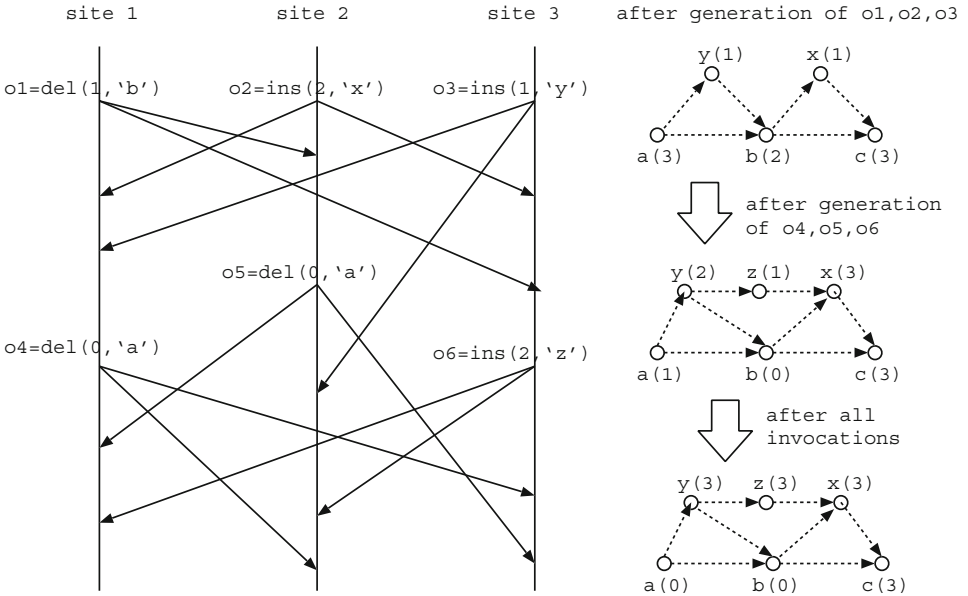 site 1 site 2 site 3 after generation of o1,o2,o3
y(1) x(1)
o1=del(1,‘b’) o2=ins(2,‘x’) o3=ins(1,‘y’)
a(3) b(2) c(3)
after generation
of o4,o5,o6
o5=del(0,‘a’) y(2) z(1) x(3)
o4=del(0,‘a’) o6=ins(2,‘z’)
a(1) b(0) c(3)
after all
invocations
y(3) z(3) x(3)
a(0) b(0) c(3)